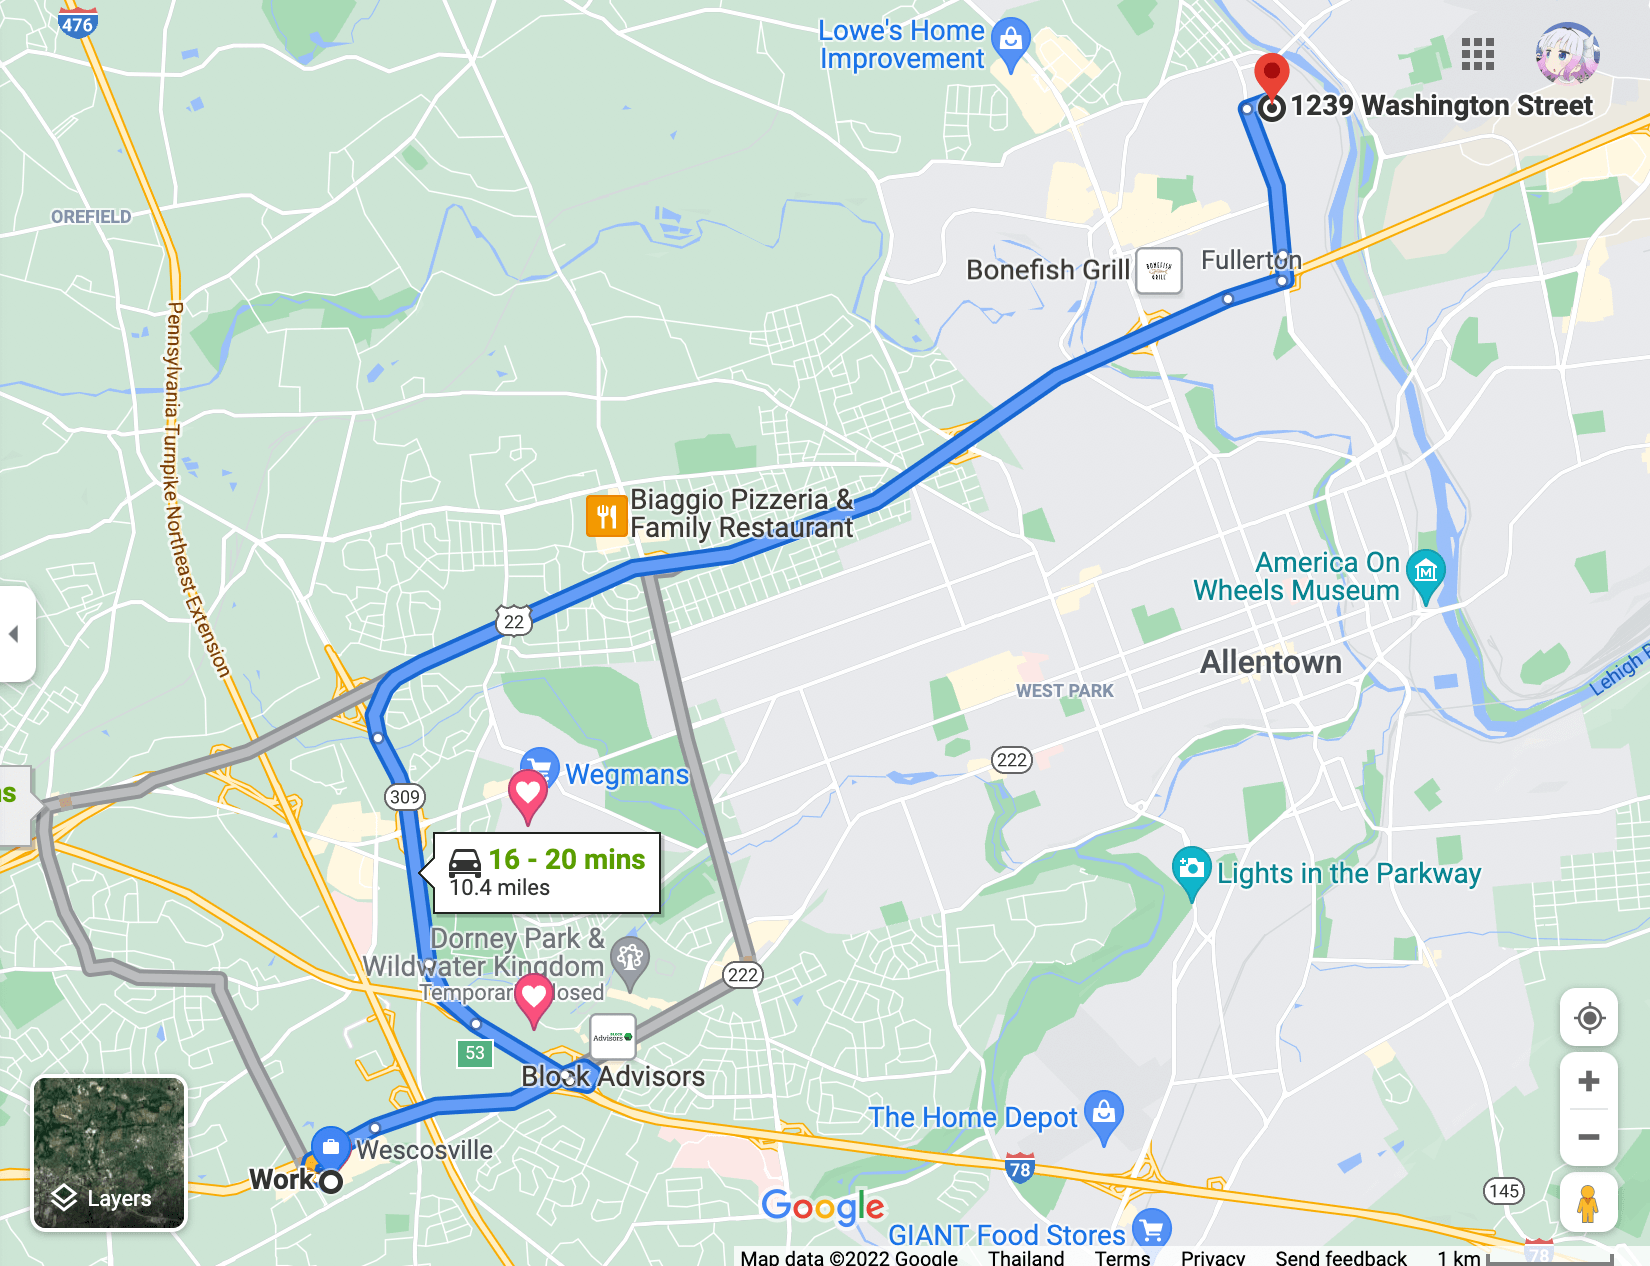 476
Lowe's Home
Improvement
1239 Washington Street
OREFIELD
Bonefish Grill
BONEFISH
GRILL
Fullerton
Pennsylvania Turnpike Northeast Extension
Biaggio Pizzeria &
Family Restaurant
America On
Wheels Museum
M
22
Allentown
Lehigh R
WEST PARK
222
Wegmans
309
s
16 - 20 mins
10.4 miles
Lights in the Parkway
Dorney Park &
Wildwater Kingdom
Temporar losed
222
Advisors
53
Block Advisors
The Home Depot
Wescosville
Work
78
145
Layers
Google
GIANT Food Stores
78
Map data ©2022 Google Thailand Terms Privacy Send feedback 1 km